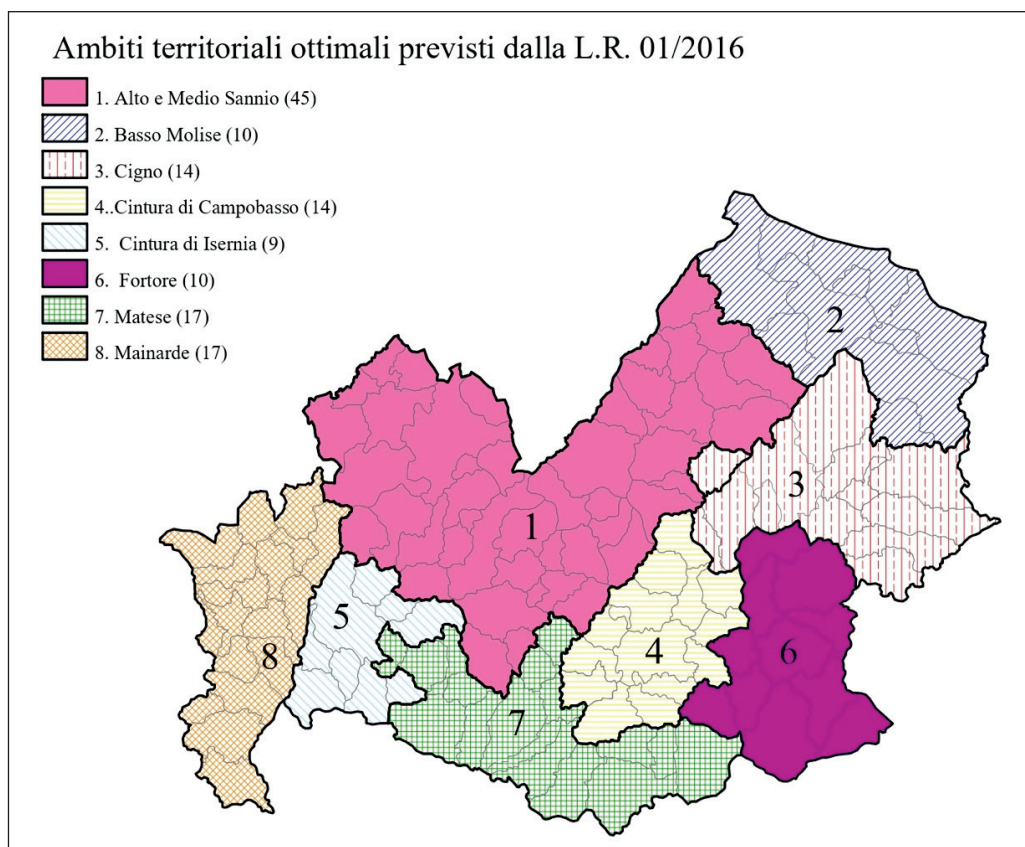 Ambiti territoriali ottimali previsti dalla L.R. 01/2016
1. Alto e Medio Sannio (45)
2. Basso Molise (10)
3. Cigno (14)
4..Cintura di Campobasso (14)
5. Cintura di Isernia (9)
6. Fortore (10)
7. Matese (17)
8. Mainarde (17)
2
3
1
5
4
6
8
7